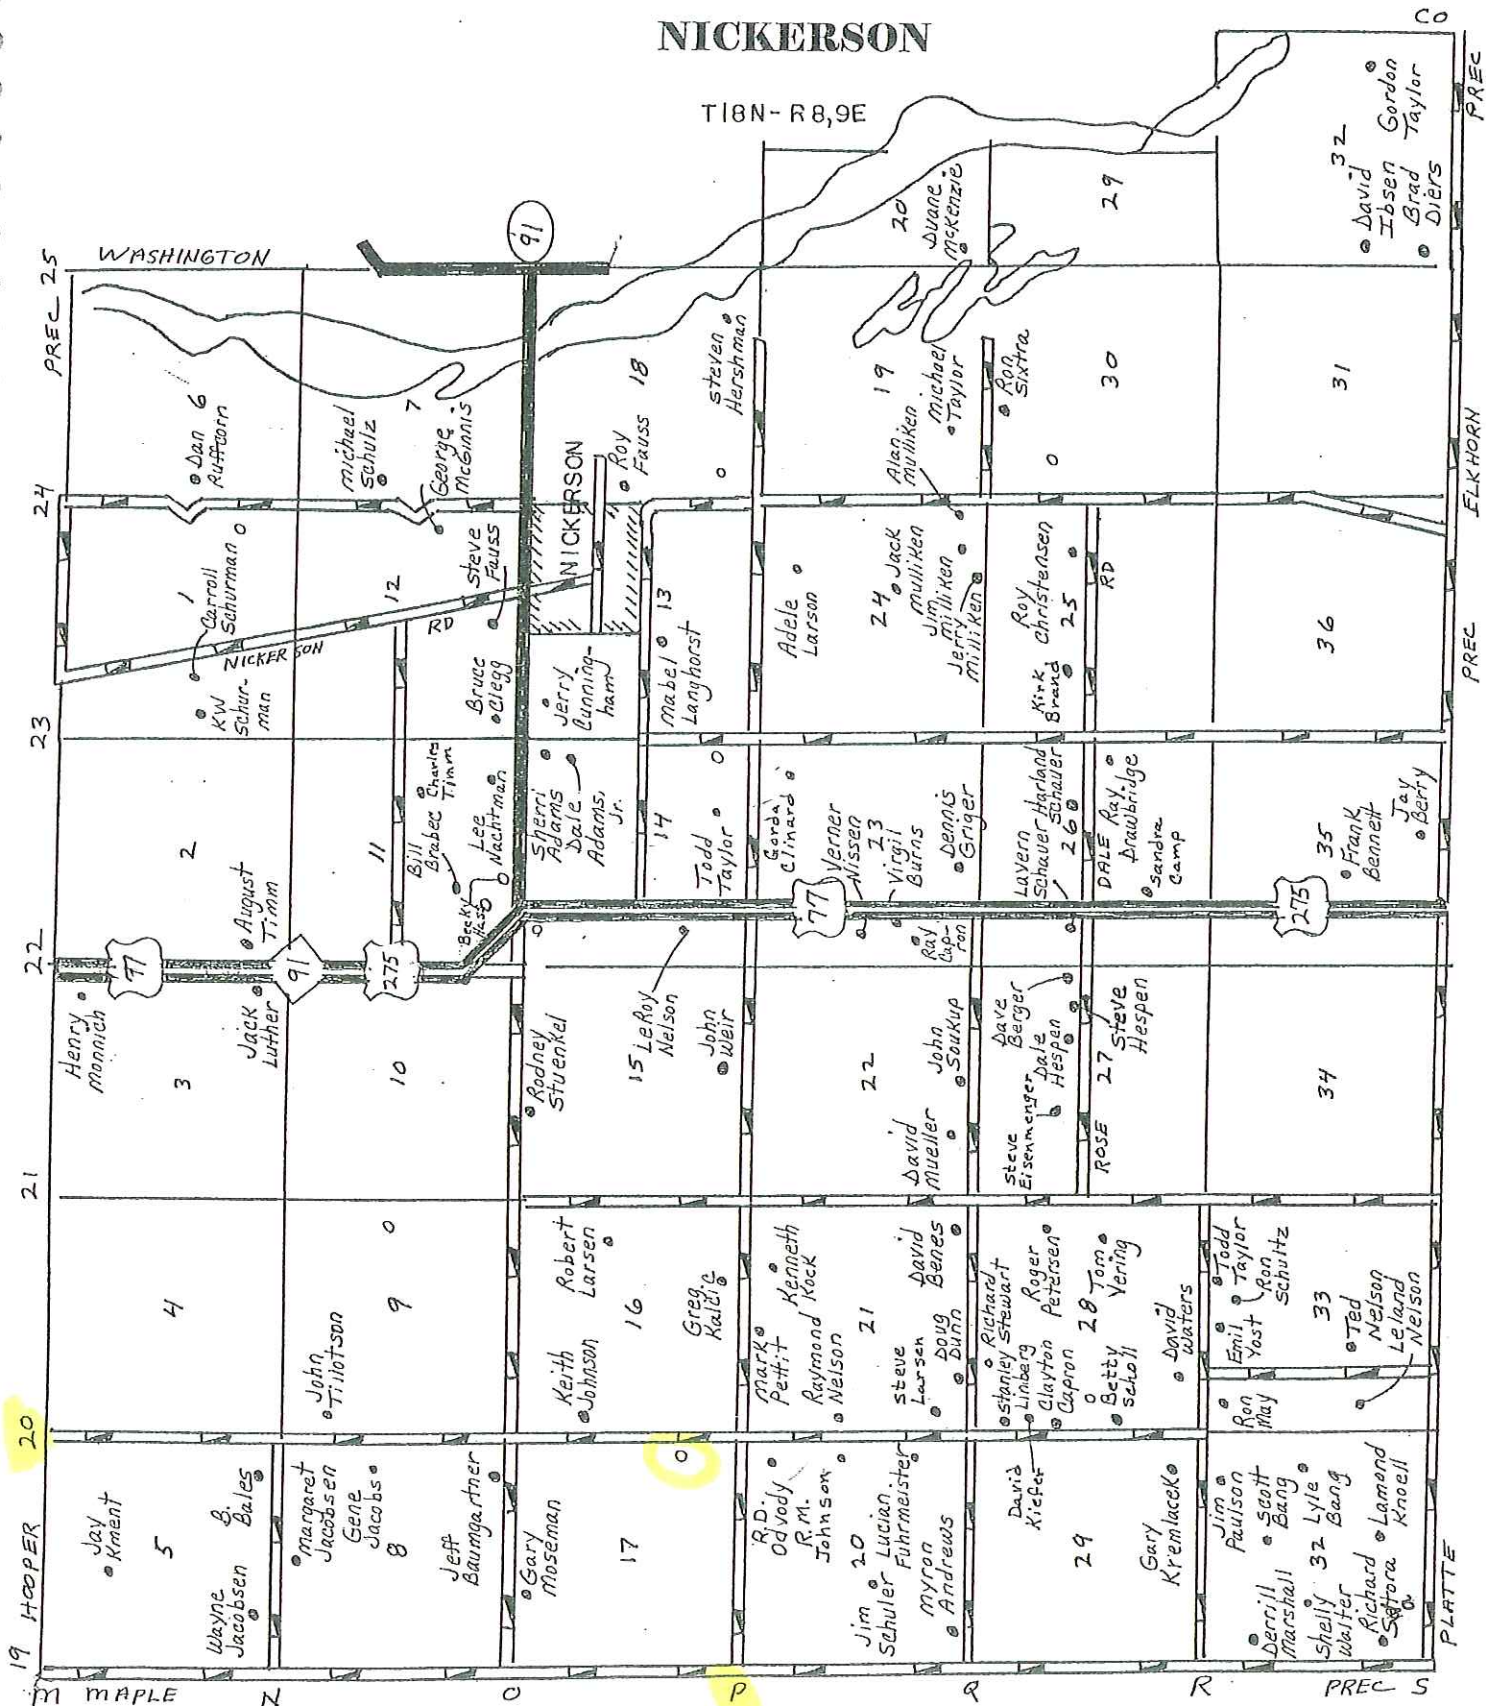 NICKERSON
T18N-R8,9E
CO
PREC
WASHINGTON
PREC
25
91
20
Duane
McKenzie
29
32
David
Ibsen
Gordon
Taylor
Brad
Diers
Dan
Ruffcorn
6
michael
Schulz
7
George
McGinnis
Roy
Fauss
18
Steven
Hershman
19
Alan
Mulliken
Michael
Taylor
Ron
Sixtra
30
31
ELKHORN
24
1
Carroll
Schurman
NICKERSON
RD
12
Steve
Fauss
NICKERSON
13
Mabel
Langhorst
Adele
Larson
24
Jack
Mulliken
Jim
Milliken
Jerry
Milliken
Roy
Christensen
25
RD
Kirk
Brand
36
PREC
KW
Schur-
man
Bruce
Clegg
Jerry
Cunning-
ham
23
2
August
Timm
11
Bill
Brabec
Charles
Timm
Lee
Nachtman
Becky
Hass
Sherri
Adams
Dale
Adams,
Jr.
14
Todd
Taylor
Gorda
Clinard
Verner
Nissen
23
Virgil
Burns
Dennis
Griger
Lavern
Schauer
Harland
Schauer
26
DALE
Ray
Drawbridge
Sandra
Camp
35
Frank
Bennett
Jay
Berry
22
77
91
275
77
275
Ray
Cap-
ron
Henry
Monnich
3
Jack
Luther
10
Rodney
Stuenkel
15
LeRoy
Nelson
John
Weir
22
John
Soukup
David
Mueller
Dave
Berger
Dale
Hespen
Steve
Eisenmenger
27
Steve
Hespen
ROSE
34
21
4
John
Tillotson
9
Robert
Larsen
Keith
Johnson
16
Greg
Kalcic
Mark
Pettit
Kenneth
Kock
Raymond
Nelson
21
Steve
Larsen
David
Benes
Doug
Dunn
Richard
Stewart
Stanley
Linberg
Roger
Petersen
Clayton
Capron
28
Tom
Vering
Betty
Scholl
David
Waters
Todd
Taylor
Emil
Yost
Ron
Schultz
33
Ted
Nelson
Leland
Nelson
Ron
May
20
Jay
Kment
5
B.
Bales
Wayne
Jacobsen
Margaret
Jacobsen
Gene
Jacobs
8
Jeff
Baumgartner
Gary
Moseman
17
R.D.
Odvody
R.M.
Johnson
20
Jim
Schuler
Lucian
Fuhrmeister
Myron
Andrews
David
Kiefer
29
Gary
Kremlacek
Jim
Paulson
Scott
Bang
Lyle
Bang
Derrill
Marshall
32
Shelly
Walter
Richard
Lamond
Knoell
HOOPER
PLATTE
19
M
MAPLE
N
O
P
Q
R
PREC
S